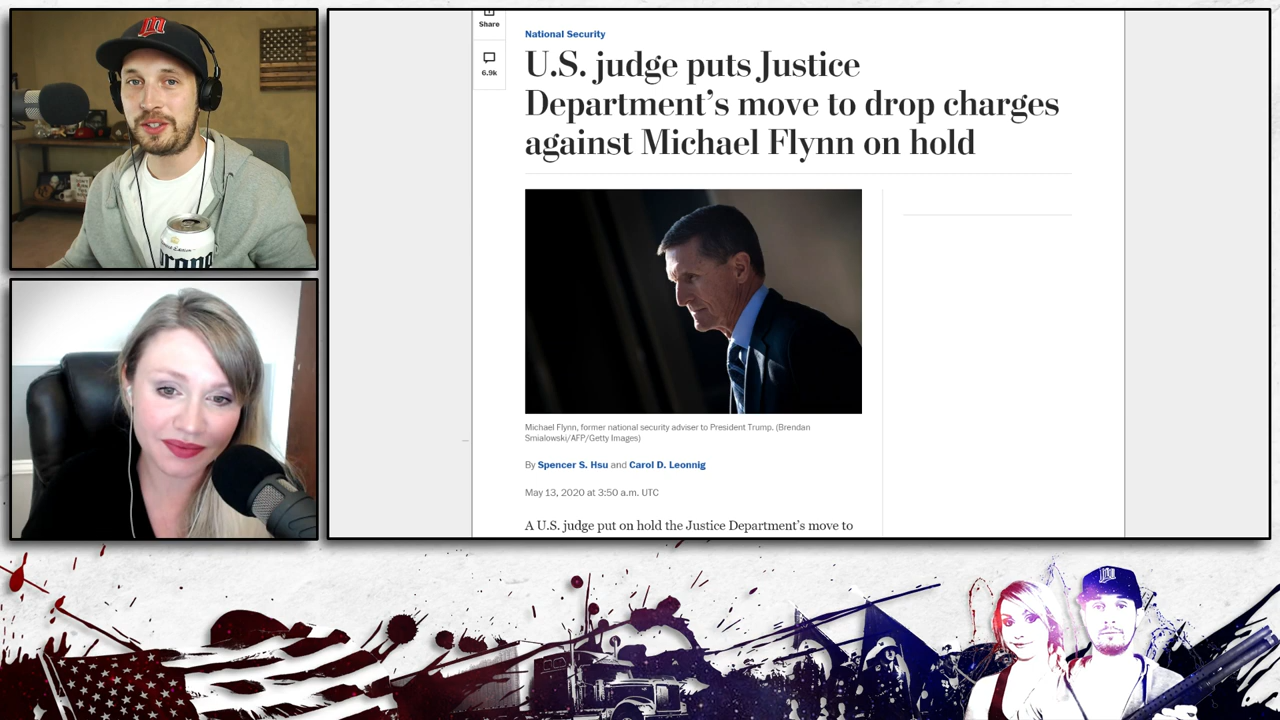 Share
6.9k
National Security
U.S. judge puts Justice
Department's move to drop charges
against Michael Flynn on hold
Michael Flynn, former national security adviser to President Trump. (Brendan
Smialowski/AFP/Getty Images)
By Spencer S. Hsu and Carol D. Leonnig
May 13, 2020 at 3:50 a.m. UTC
A U.S. judge put on hold the Justice Department's move to